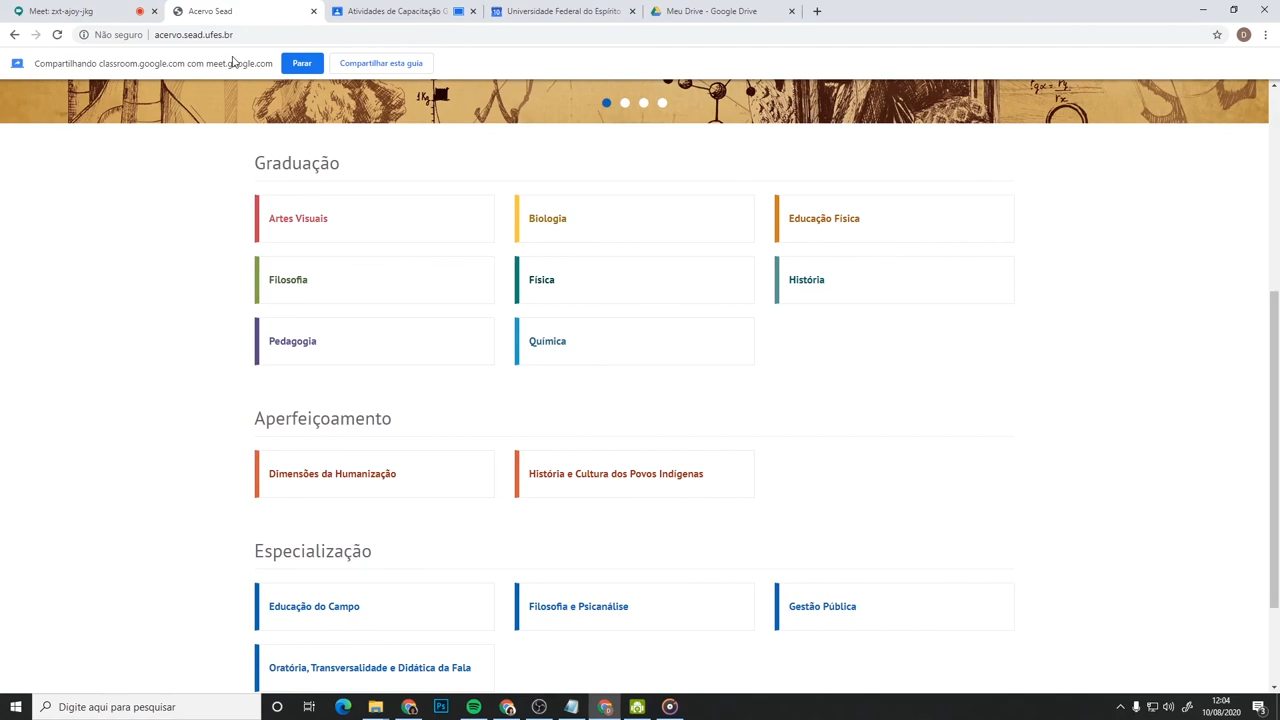 Meet: zxt-ajoy-jkg
Acervo Sead
Atividades de Capacitação G
Universidade Federal do Espírito
Meu Drive - Google Drive
Não seguro
acervo.sead.ufes.br
D
Compartilhando classroom.google.com com meet.google.com
Parar
Compartilhar esta guia
1Kg
Graduação
Artes Visuais
Biologia
Educação Física
Filosofia
Física
História
Pedagogia
Química
Aperfeiçoamento
Dimensões da Humanização
História e Cultura dos Povos Indígenas
Especialização
Educação do Campo
Filosofia e Psicanálise
Gestão Pública
Oratória, Transversalidade e Didática da Fala
Digite aqui para pesquisar
12:04
10/08/2020